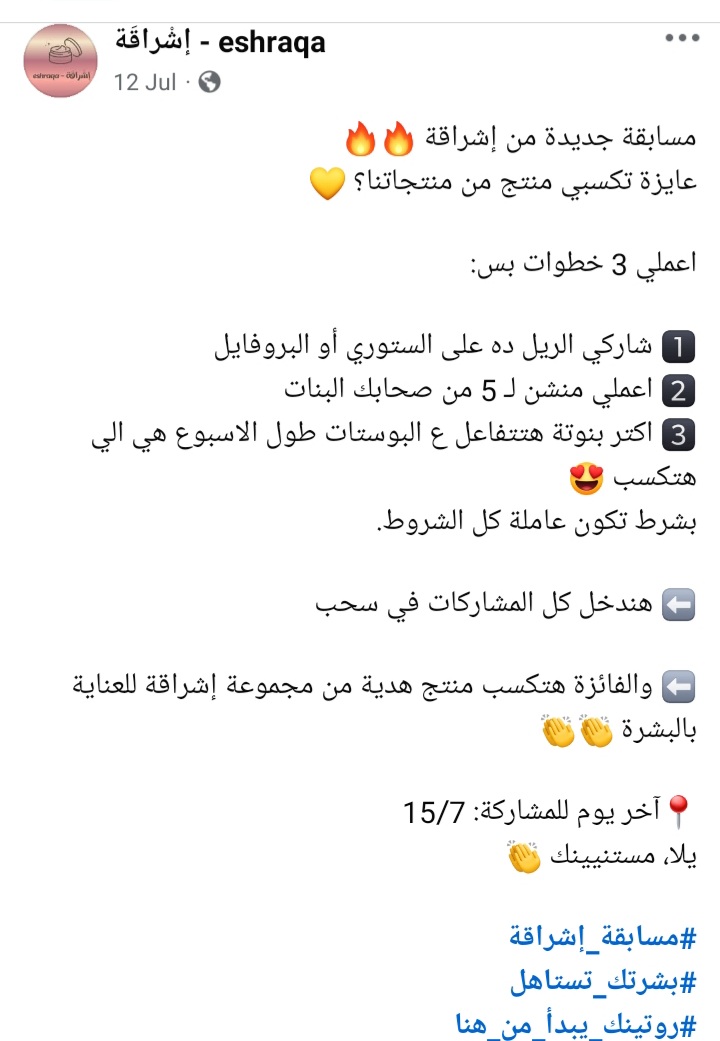 إشْراقَة - eshraqa
12 Jul
eshraqa - إشراقة
مسابقة جديدة من إشراقة 🔥🔥
عايزة تكسبي منتج من منتجاتنا؟ 💛
اعملي 3 خطوات بس:
1️⃣ شاركي الريل ده على الستوري أو البروفايل
2️⃣ اعملي منشن لـ 5 من صحابك البنات
3️⃣ اكتر بنوتة هتتفاعل ع البوستات طول الاسبوع هي الي
هتكسب 😍
بشرط تكون عاملة كل الشروط.
⬅️ هندخل كل المشاركات في سحب
⬅️ والفائزة هتكسب منتج هدية من مجموعة إشراقة للعناية
بالبشرة 👏👏
📍آخر يوم للمشاركة: 15/7
يلا، مستنيينك 👏
#مسابقة_إشراقة
#بشرتك_تستاهل
#روتينك_يبدأ_من_هنا